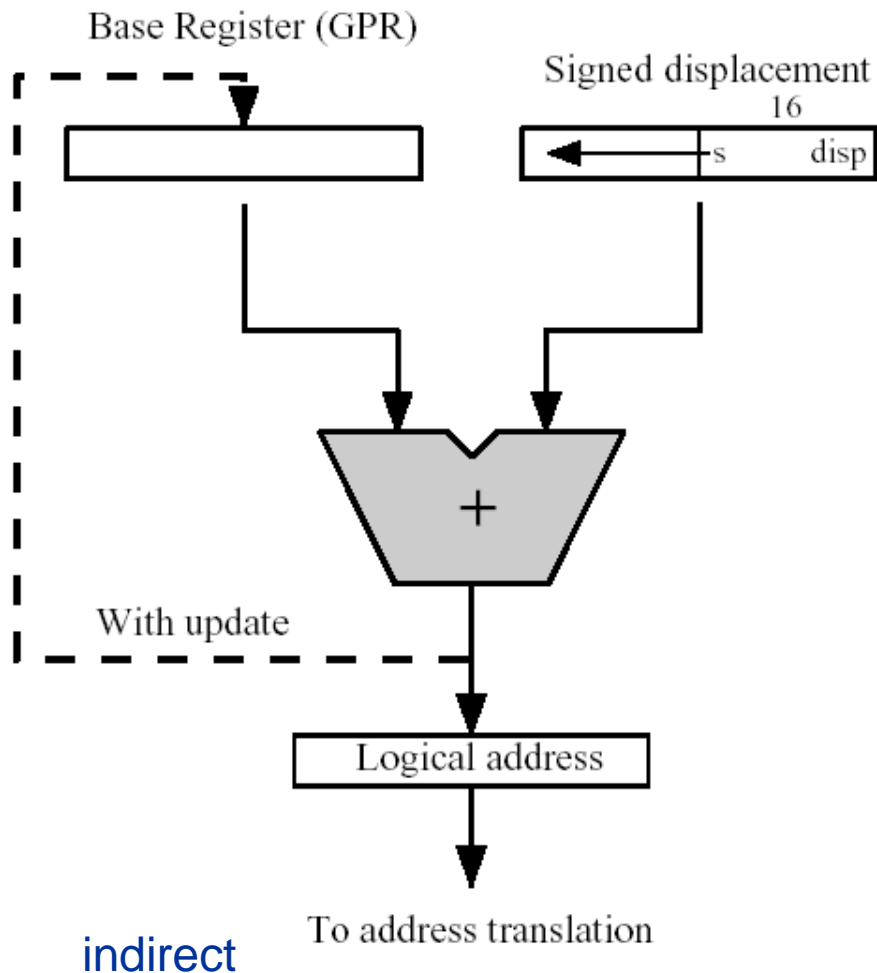 Base Register (GPR)
Signed displacement
16
s disp
+
With update
Logical address
To address translation
indirect